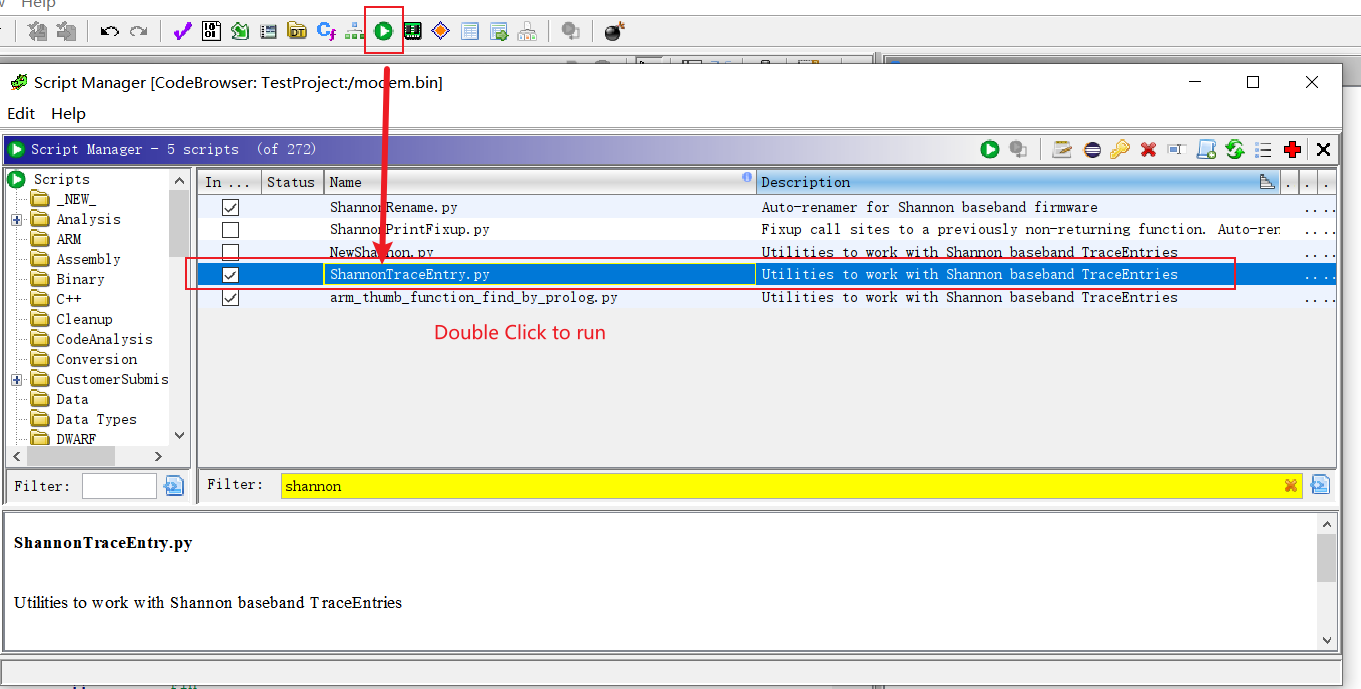 Help
Script Manager [CodeBrowser: TestProject:/modem.bin]
Edit Help
Script Manager - 5 scripts (of 272)
Scripts
_NEW_
Analysis
ARM
Assembly
Binary
C++
Cleanup
CodeAnalysis
Conversion
CustomerSubmis
Data
Data Types
DWARF
Filter:
In ... Status Name Description . . .
ShannonRename.py Auto-renamer for Shannon baseband firmware .. ..
ShannonPrintFixup.py Fixup call sites to a previously non-returning function. Auto-ren .. ..
NewShannon.py Utilities to work with Shannon baseband TraceEntries .. ..
ShannonTraceEntry.py Utilities to work with Shannon baseband TraceEntries .. ..
arm_thumb_function_find_by_prolog.py Utilities to work with Shannon baseband TraceEntries .. ..
Double Click to run
Filter: shannon
ShannonTraceEntry.py
Utilities to work with Shannon baseband TraceEntries